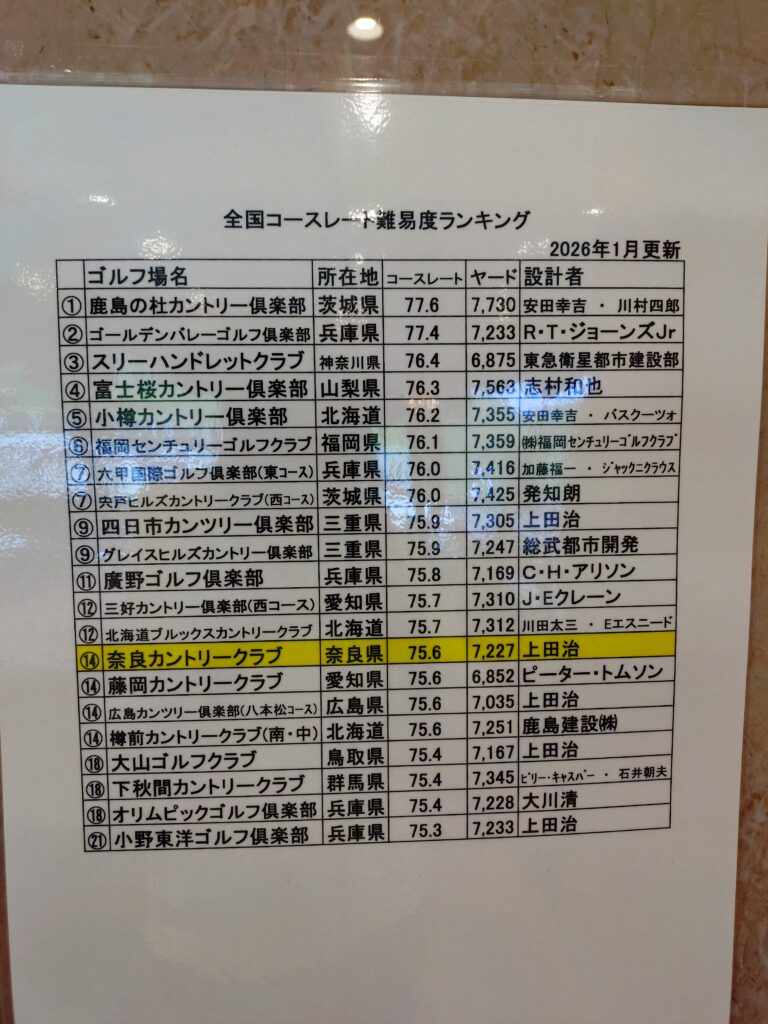 全国コースレート難易度ランキング
2026年1月更新
ゴルフ場名 所在地 コースレート ヤード 設計者
① 鹿島の杜カントリー倶楽部 茨城県 77.6 7,730 安田幸吉 ・ 川村四郎
② ゴールデンバレーゴルフ倶楽部 兵庫県 77.4 7,233 R・T・ジョーンズJr
③ スリーハンドレットクラブ 神奈川県 76.4 6,875 東急衛星都市建設部
④ 富士桜カントリー倶楽部 山梨県 76.3 7,563 志村和也
⑤ 小樽カントリー倶楽部 北海道 76.2 7,355 安田幸吉 ・ バスクーツォ
⑥ 福岡センチュリーゴルフクラブ 福岡県 76.1 7,359 ㈱福岡センチュリーゴルフクラブ
⑦ 六甲国際ゴルフ倶楽部(東コース) 兵庫県 76.0 7,416 加藤福一 ・ ジャックニクラウス
⑦ 宍戸ヒルズカントリークラブ(西コース) 茨城県 76.0 7,425 発知朗
⑨ 四日市カンツリー倶楽部 三重県 75.9 7,305 上田治
⑨ グレイスヒルズカントリー倶楽部 三重県 75.9 7,247 総武都市開発
⑪ 廣野ゴルフ倶楽部 兵庫県 75.8 7,169 C・H・アリソン
⑫ 三好カントリー倶楽部(西コース) 愛知県 75.7 7,310 J・Eクレーン
⑫ 北海道ブルックスカントリークラブ 北海道 75.7 7,312 川田太三 ・ Eエスニード
⑭ 奈良カントリークラブ 奈良県 75.6 7,227 上田治
⑭ 藤岡カントリークラブ 愛知県 75.6 6,852 ピーター・トムソン
⑭ 広島カンツリー倶楽部(八本松コース) 広島県 75.6 7,035 上田治
⑭ 樽前カントリークラブ(南・中) 北海道 75.6 7,251 鹿島建設㈱
⑱ 大山ゴルフクラブ 鳥取県 75.4 7,167 上田治
⑱ 下秋間カントリークラブ 群馬県 75.4 7,345 ビリー・キャスパー ・ 石井朝夫
⑱ オリムピックゴルフ倶楽部 兵庫県 75.4 7,228 大川清
㉑ 小野東洋ゴルフ倶楽部 兵庫県 75.3 7,233 上田治